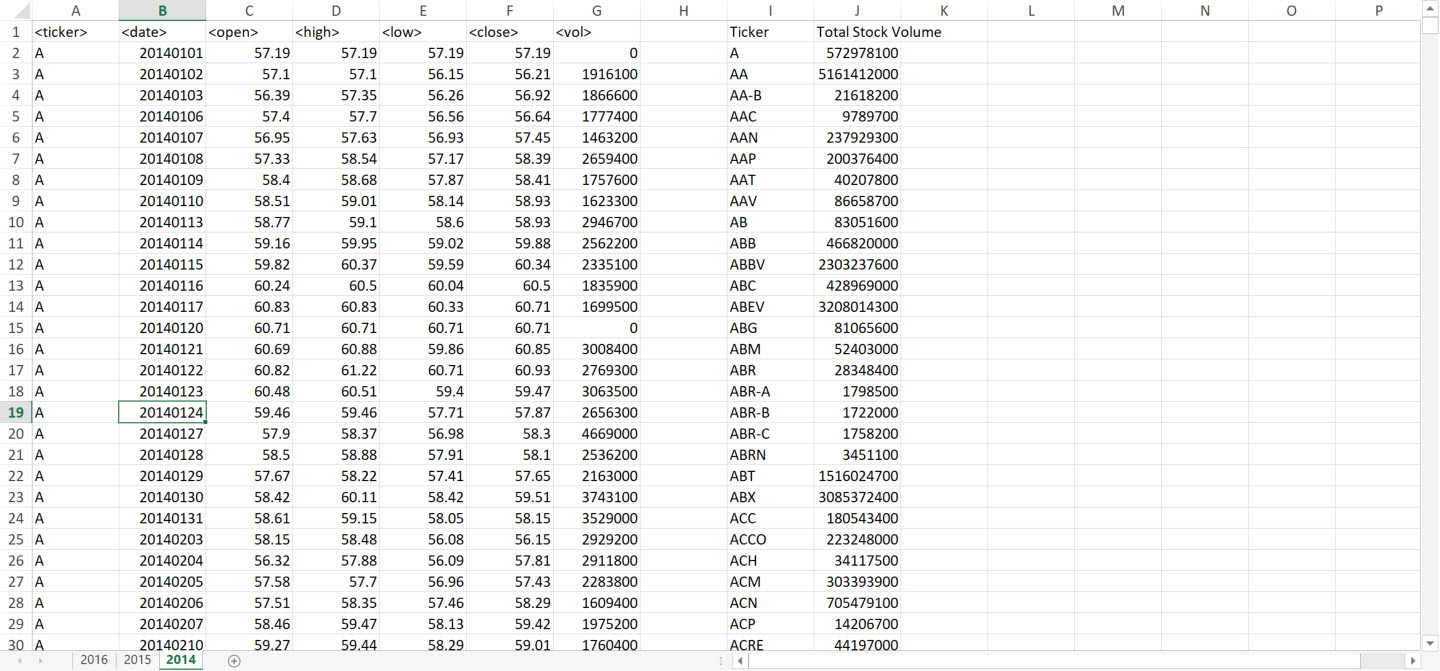 A B C D E F G H I J K L M N O P
1 <ticker> <date> <open> <high> <low> <close> <vol> Ticker Total Stock Volume
2 A 20140101 57.19 57.19 57.19 57.19 0 A 572978100
3 A 20140102 57.1 57.1 56.15 56.21 1916100 AA 5161412000
4 A 20140103 56.39 57.35 56.26 56.92 1866600 AA-B 21618200
5 A 20140106 57.4 57.7 56.56 56.64 1777400 AAC 9789700
6 A 20140107 56.95 57.63 56.93 57.45 1463200 AAN 237929300
7 A 20140108 57.33 58.54 57.17 58.39 2659400 AAP 200376400
8 A 20140109 58.4 58.68 57.87 58.41 1757600 AAT 40207800
9 A 20140110 58.51 59.01 58.14 58.93 1623300 AAV 86658700
10 A 20140113 58.77 59.1 58.6 58.93 2946700 AB 83051600
11 A 20140114 59.16 59.95 59.02 59.88 2562200 ABB 466820000
12 A 20140115 59.82 60.37 59.59 60.34 2335100 ABBV 2303237600
13 A 20140116 60.24 60.5 60.04 60.5 1835900 ABC 428969000
14 A 20140117 60.83 60.83 60.33 60.71 1699500 ABEV 3208014300
15 A 20140120 60.71 60.71 60.71 60.71 0 ABG 81065600
16 A 20140121 60.69 60.88 59.86 60.85 3008400 ABM 52403000
17 A 20140122 60.82 61.22 60.71 60.93 2769300 ABR 28348400
18 A 20140123 60.48 60.51 59.4 59.47 3063500 ABR-A 1798500
19 A 20140124 59.46 59.46 57.71 57.87 2656300 ABR-B 1722000
20 A 20140127 57.9 58.37 56.98 58.3 4669000 ABR-C 1758200
21 A 20140128 58.5 58.88 57.91 58.1 2536200 ABRN 3451100
22 A 20140129 57.67 58.22 57.41 57.65 2163000 ABT 1516024700
23 A 20140130 58.42 60.11 58.42 59.51 3743100 ABX 3085372400
24 A 20140131 58.61 59.15 58.05 58.15 3529000 ACC 180543400
25 A 20140203 58.15 58.48 56.08 56.15 2929200 ACCO 223248000
26 A 20140204 56.32 57.88 56.09 57.81 2911800 ACH 34117500
27 A 20140205 57.58 57.7 56.96 57.43 2283800 ACM 303393900
28 A 20140206 57.51 58.35 57.46 58.29 1609400 ACN 705479100
29 A 20140207 58.46 59.47 58.13 59.42 1975200 ACP 14206700
30 A 20140210 59.27 59.44 58.29 59.01 1760400 ACRE 44197000
2016 2015 2014